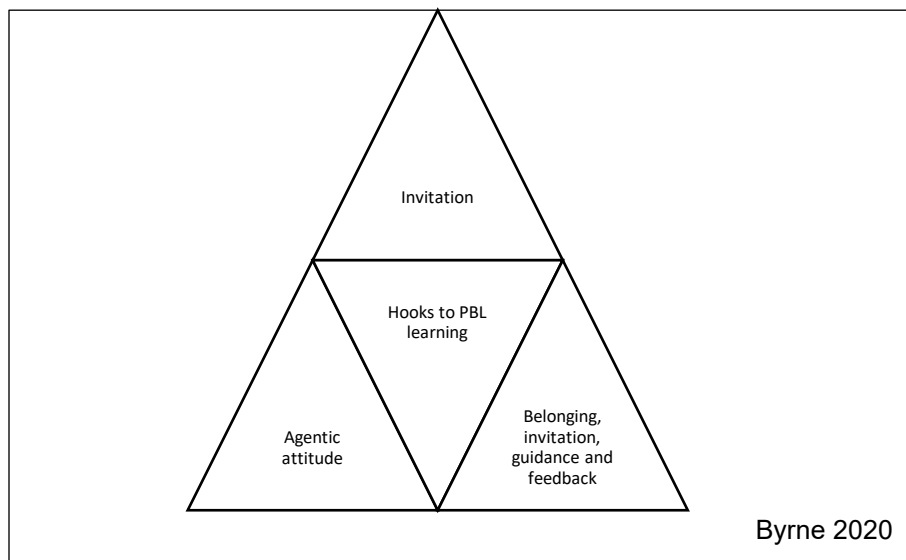 Invitation
Hooks to PBL
learning
Agentic
attitude
Belonging,
invitation,
guidance and
feedback
Byrne 2020